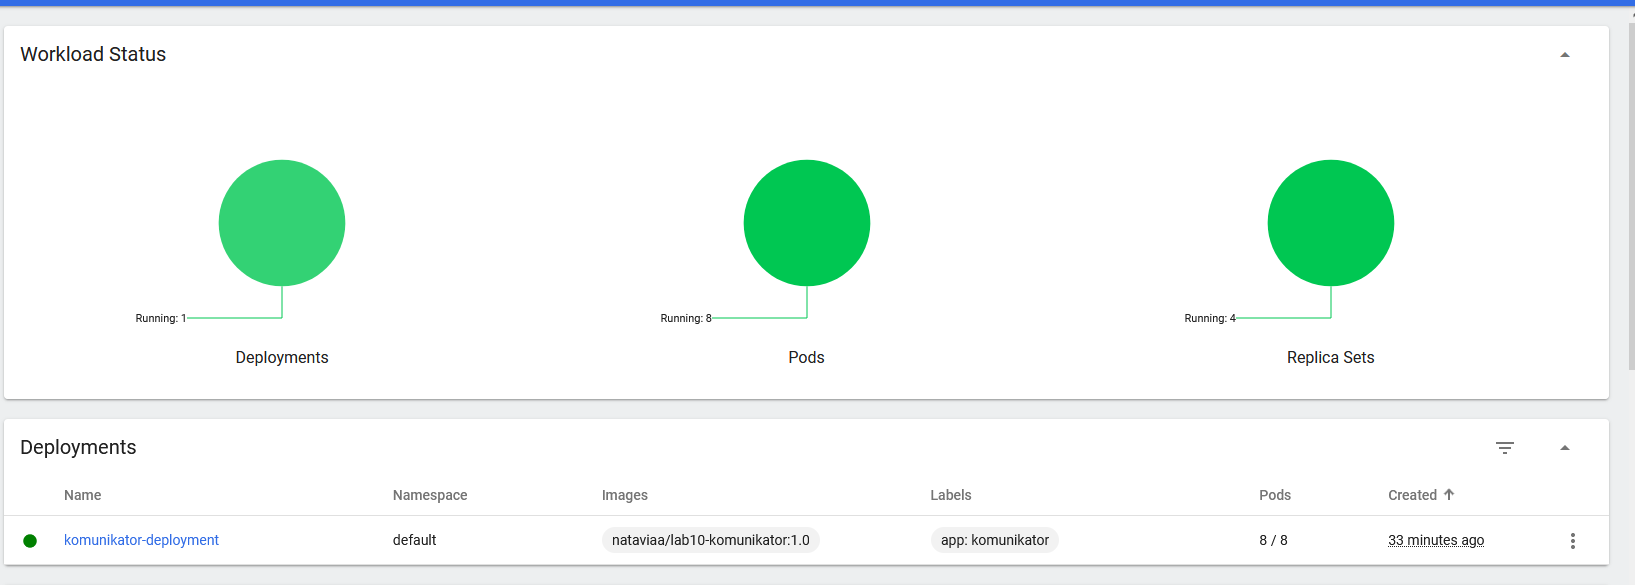 Workload Status
Running: 1
Running: 8
Running: 4
Deployments
Pods
Replica Sets
Deployments
Name Namespace Images Labels Pods Created
komunikator-deployment default nataviaa/lab10-komunikator:1.0 app: komunikator 8 / 8 33 minutes ago